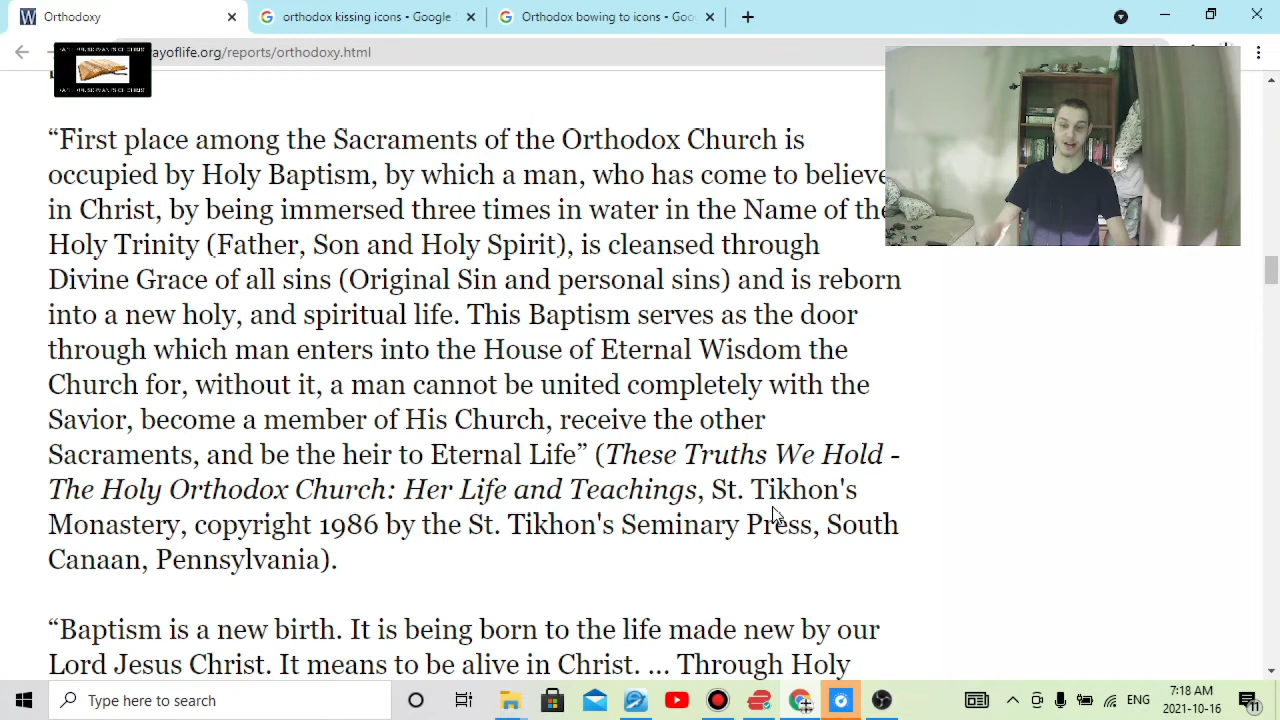 Orthodoxy
orthodox kissing icons - Google
Orthodox bowing to icons - Goo
ayoflife.org/reports/orthodoxy.html
“First place among the Sacraments of the Orthodox Church is
occupied by Holy Baptism, by which a man, who has come to believe
in Christ, by being immersed three times in water in the Name of the
Holy Trinity (Father, Son and Holy Spirit), is cleansed through
Divine Grace of all sins (Original Sin and personal sins) and is reborn
into a new holy, and spiritual life. This Baptism serves as the door
through which man enters into the House of Eternal Wisdom the
Church for, without it, a man cannot be united completely with the
Savior, become a member of His Church, receive the other
Sacraments, and be the heir to Eternal Life” (These Truths We Hold -
The Holy Orthodox Church: Her Life and Teachings, St. Tikhon's
Monastery, copyright 1986 by the St. Tikhon's Seminary Press, South
Canaan, Pennsylvania).
“Baptism is a new birth. It is being born to the life made new by our
Lord Jesus Christ. It means to be alive in Christ. ... Through Holy
Type here to search
ENG
7:18 AM
2021-10-16
11